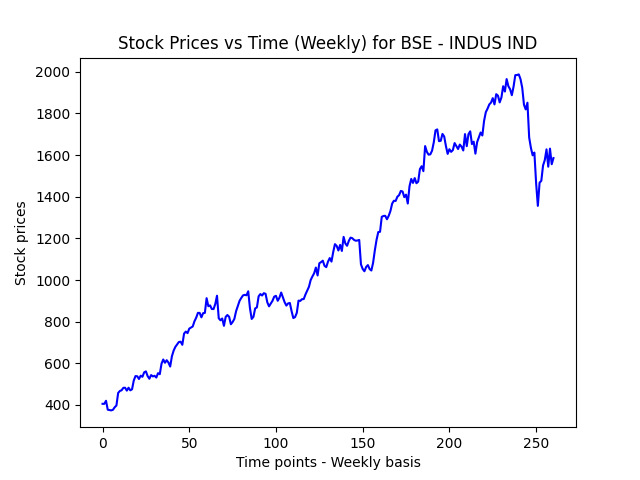 Stock Prices vs Time (Weekly) for BSE - INDUS IND
2000
1800
1600
1400
1200
1000
800
600
400
Stock prices
0 50 100 150 200 250
Time points - Weekly basis